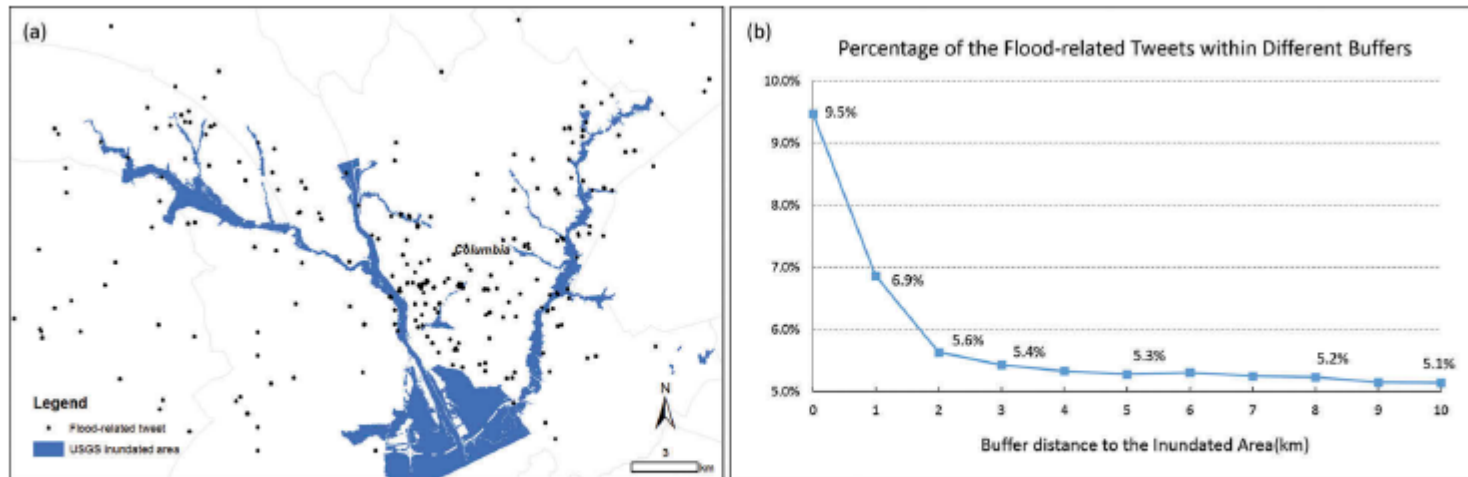 (a)
Columbia
Legend
Flood-related tweet
USGS Inundated area
N
3
km
(b)
Percentage of the Flood-related Tweets within Different Buffers
10.0%
9.0%
8.0%
7.0%
6.0%
5.0%
9.5%
6.9%
5.6%
5.4%
5.3%
5.2%
5.1%
0 1 2 3 4 5 6 7 8 9 10
Buffer distance to the Inundated Area(km)